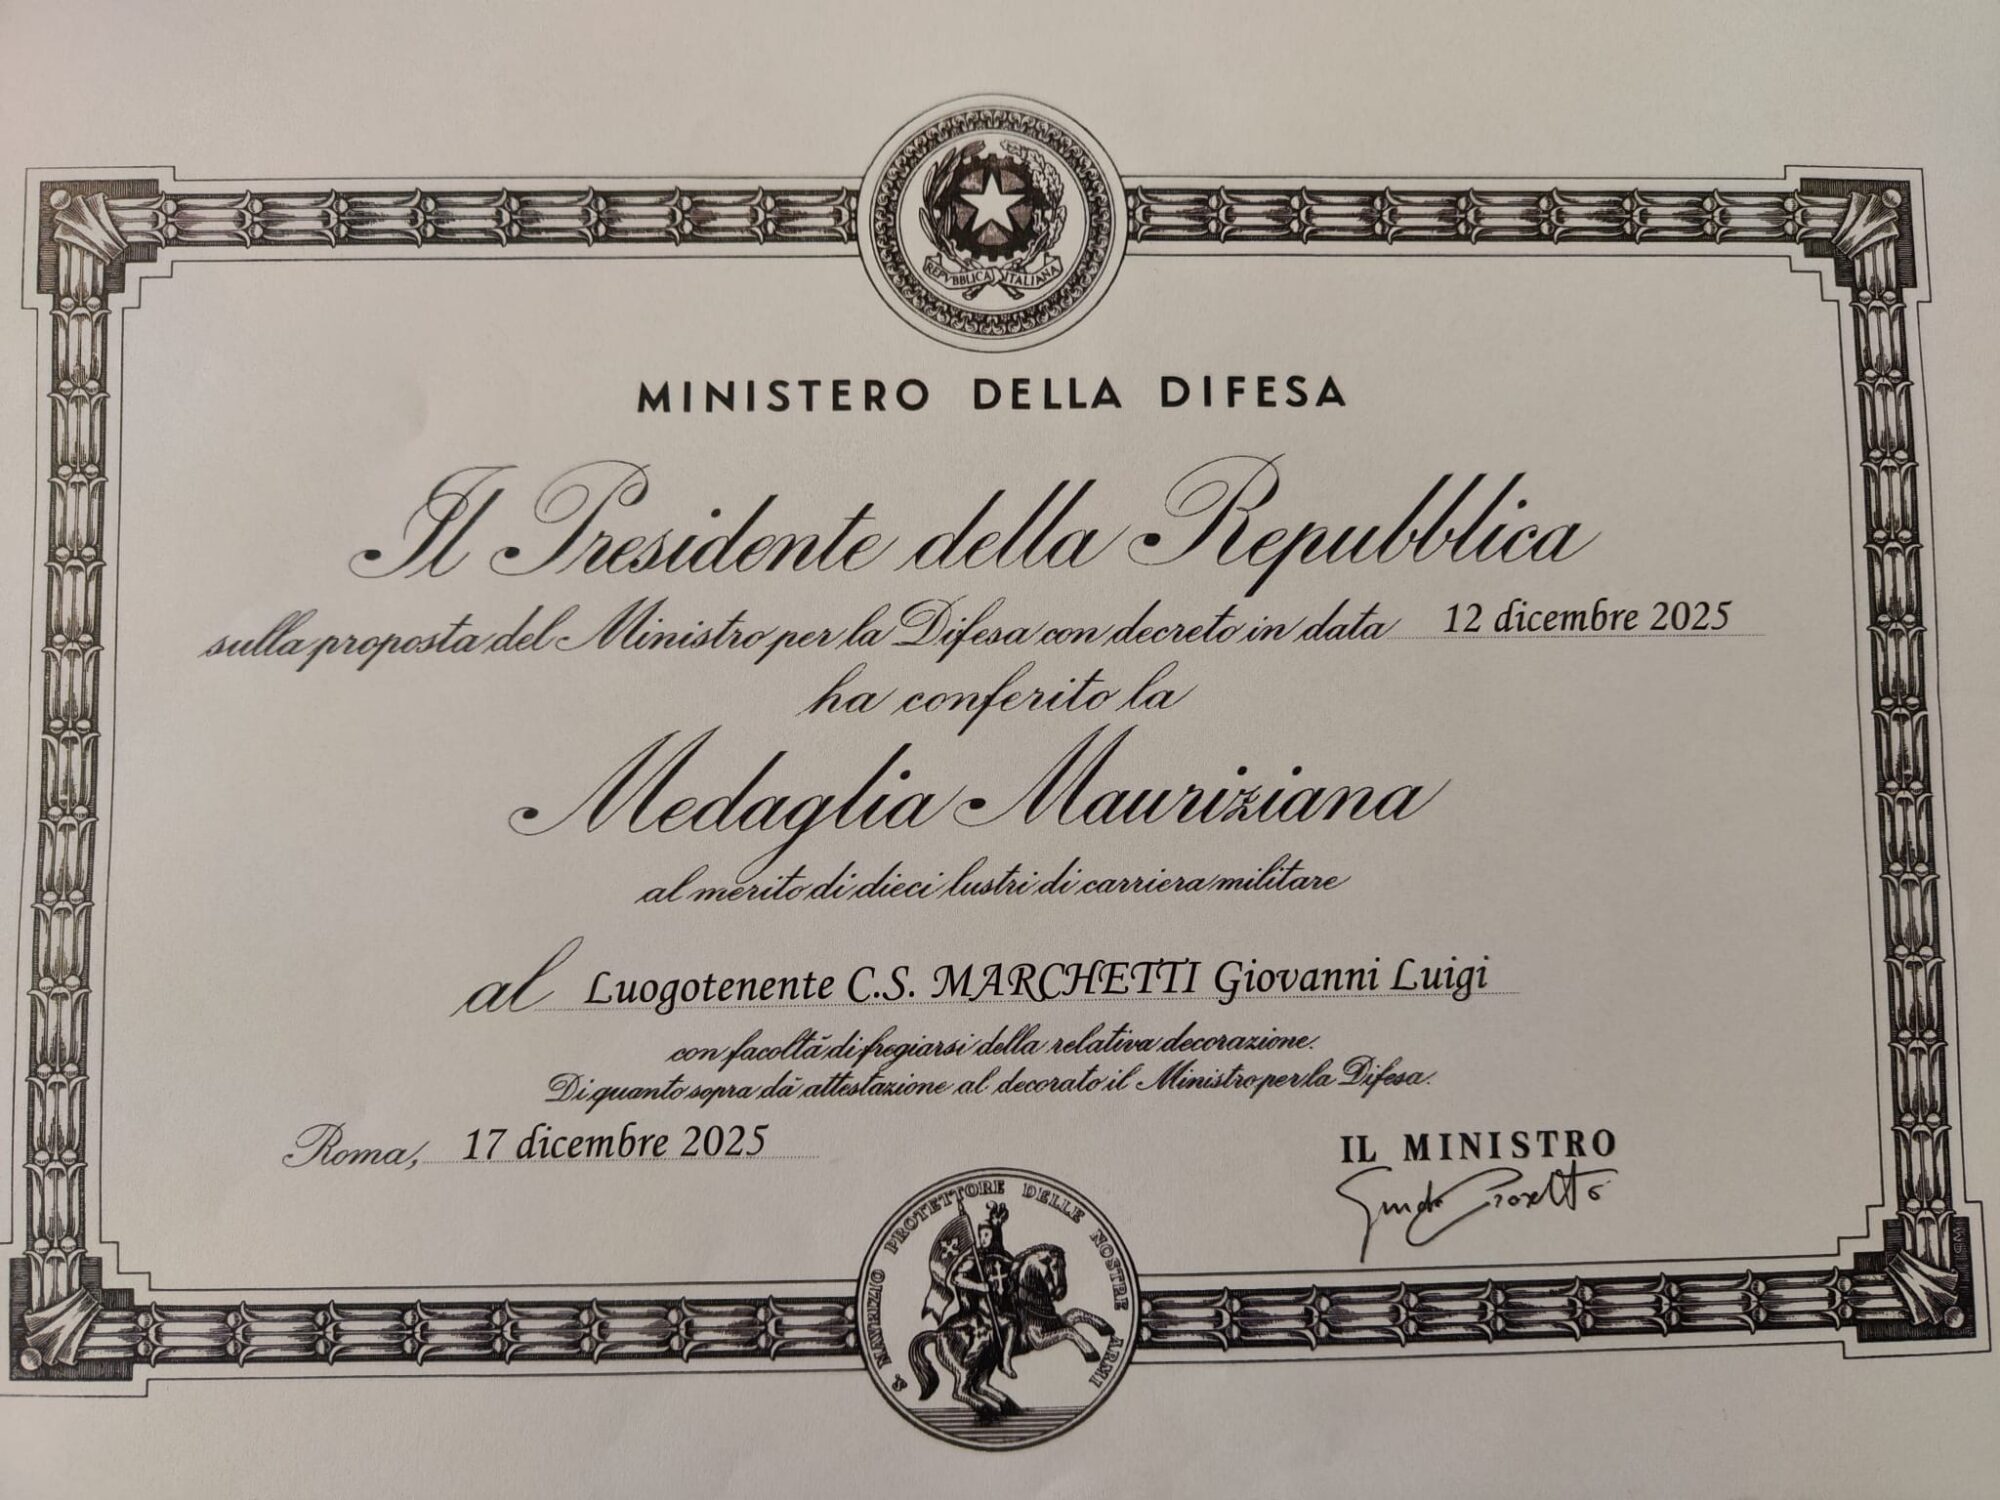 REPVBBLICA ITALIANA
MINISTERO DELLA DIFESA
Il Presidente della Repubblica
sulla proposta del Ministro per la Difesa con decreto in data 12 dicembre 2025
ha conferito la
Medaglia Mauriziana
al merito di dieci lustri di carriera militare
al Luogotenente C.S. MARCHETTI Giovanni Luigi
con facoltà di fregiarsi della relativa decorazione.
Di quanto sopra dà attestazione al decorato il Ministro per la Difesa.
Roma, 17 dicembre 2025
IL MINISTRO
Guido Crosetto
S. MAVRIZIO PROTETTORE DELLE NOSTRE ARMI